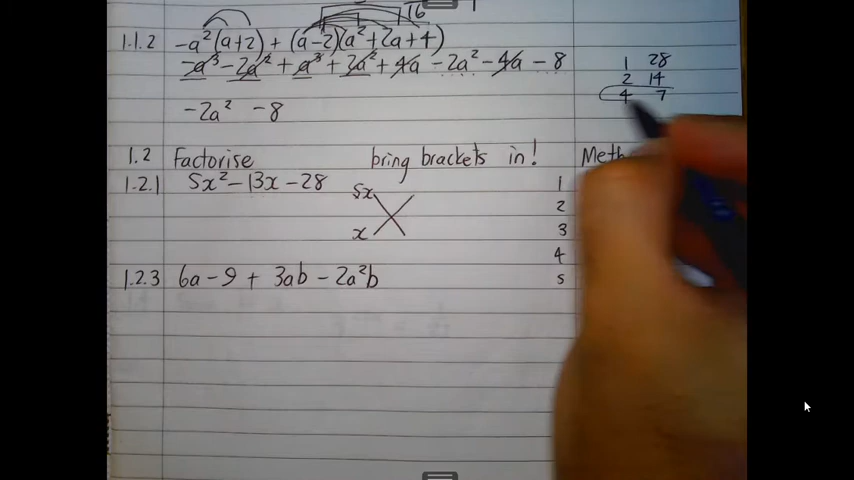 16
1.1.2 -a²(a+2) + (a-2)(a²+2a+4)
-a³ - 2a² + a³ + 2a² + 4a - 2a² - 4a - 8
1 28
2 14
4 7
-2a² - 8
1.2 Factorise bring brackets in! Meth
1.2.1 5x² - 13x - 28 5x 1
2
x 3
4
1.2.3 6a - 9 + 3ab - 2a²b 5